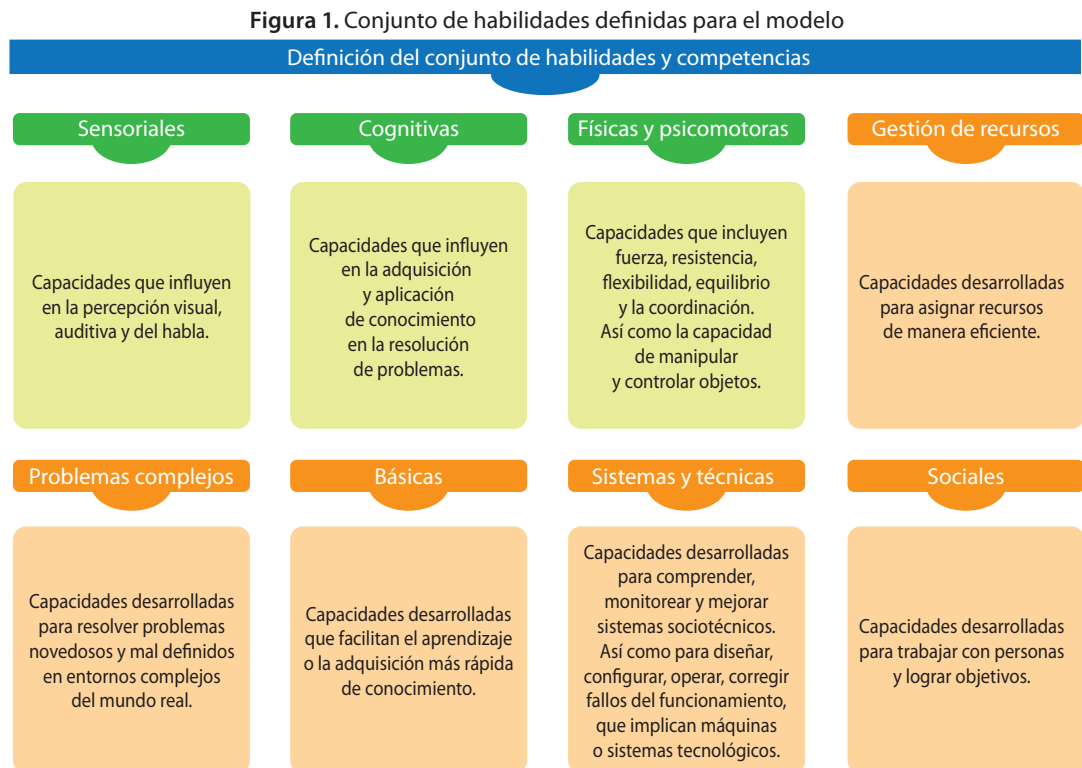 Figura 1. Conjunto de habilidades definidas para el modelo
Definición del conjunto de habilidades y competencias
Sensoriales
Capacidades que influyen
en la percepción visual,
auditiva y del habla.
Cognitivas
Capacidades que influyen
en la adquisición
y aplicación
de conocimiento
en la resolución
de problemas.
Físicas y psicomotoras
Capacidades que incluyen
fuerza, resistencia,
flexibilidad, equilibrio
y la coordinación.
Así como la capacidad
de manipular
y controlar objetos.
Gestión de recursos
Capacidades desarrolladas
para asignar recursos
de manera eficiente.
Problemas complejos
Capacidades desarrolladas
para resolver problemas
novedosos y mal definidos
en entornos complejos
del mundo real.
Básicas
Capacidades desarrolladas
que facilitan el aprendizaje
o la adquisición más rápida
de conocimiento.
Sistemas y técnicas
Capacidades desarrolladas
para comprender,
monitorear y mejorar
sistemas sociotécnicos.
Así como para diseñar,
configurar, operar, corregir
fallos del funcionamiento,
que implican máquinas
o sistemas tecnológicos.
Sociales
Capacidades desarrolladas
para trabajar con personas
y lograr objetivos.